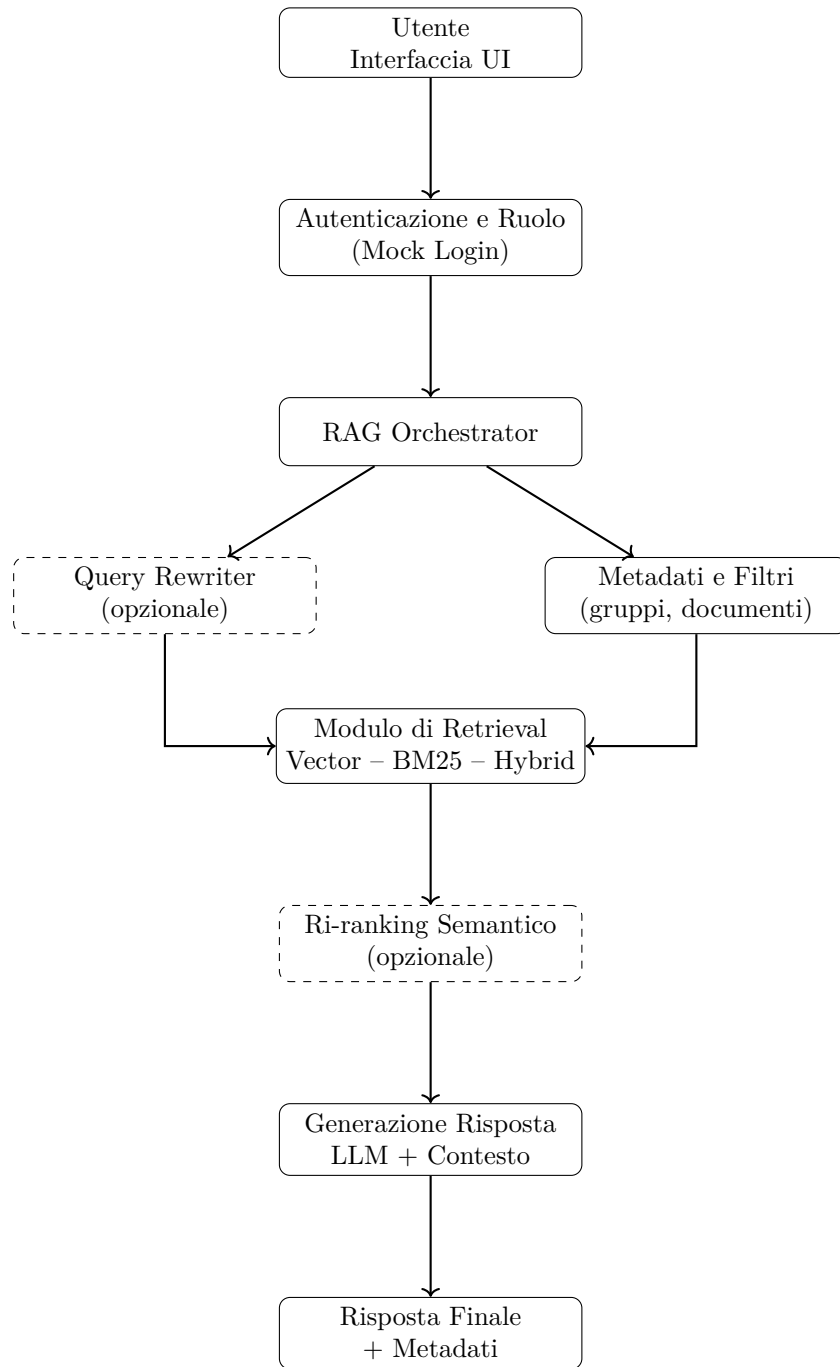 Utente
Interfaccia UI
Autenticazione e Ruolo
(Mock Login)
RAG Orchestrator
Query Rewriter
(opzionale)
Metadati e Filtri
(gruppi, documenti)
Modulo di Retrieval
Vector – BM25 – Hybrid
Ri-ranking Semantico
(opzionale)
Generazione Risposta
LLM + Contesto
Risposta Finale
+ Metadati